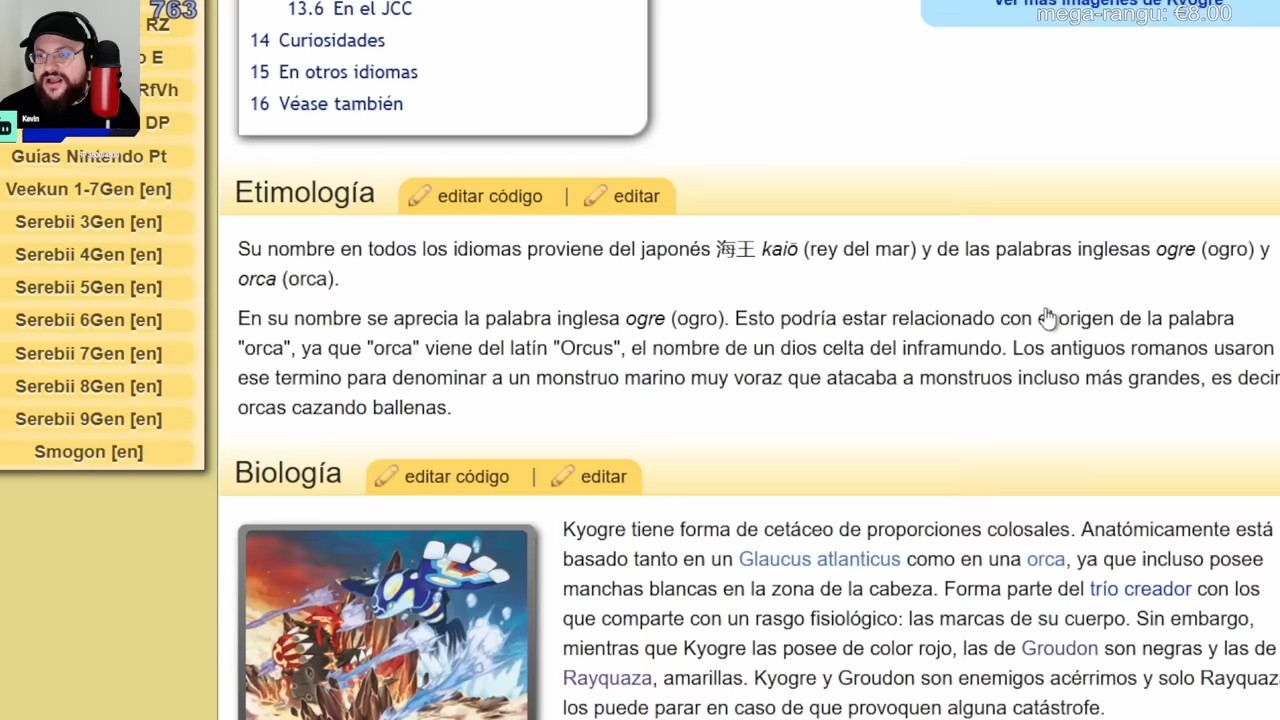 763
RZ
o E
RfVh
DP
Guías Nintendo Pt
Veekun 1-7Gen [en]
Serebii 3Gen [en]
Serebii 4Gen [en]
Serebii 5Gen [en]
Serebii 6Gen [en]
Serebii 7Gen [en]
Serebii 8Gen [en]
Serebii 9Gen [en]
Smogon [en]
Kevin
13.6 En el JCC
14 Curiosidades
15 En otros idiomas
16 Véase también
Ver más imágenes de Kyogre
mega-rangu: €8.00
Etimología editar código | editar
Su nombre en todos los idiomas proviene del japonés 海王 kaiō (rey del mar) y de las palabras inglesas ogre (ogro) y
orca (orca).
En su nombre se aprecia la palabra inglesa ogre (ogro). Esto podría estar relacionado con el origen de la palabra
"orca", ya que "orca" viene del latín "Orcus", el nombre de un dios celta del inframundo. Los antiguos romanos usaron
ese termino para denominar a un monstruo marino muy voraz que atacaba a monstruos incluso más grandes, es decir
orcas cazando ballenas.
Biología editar código | editar
Kyogre tiene forma de cetáceo de proporciones colosales. Anatómicamente está
basado tanto en un Glaucus atlanticus como en una orca, ya que incluso posee
manchas blancas en la zona de la cabeza. Forma parte del trío creador con los
que comparte con un rasgo fisiológico: las marcas de su cuerpo. Sin embargo,
mientras que Kyogre las posee de color rojo, las de Groudon son negras y las de
Rayquaza, amarillas. Kyogre y Groudon son enemigos acérrimos y solo Rayquaza
los puede parar en caso de que provoquen alguna catástrofe.